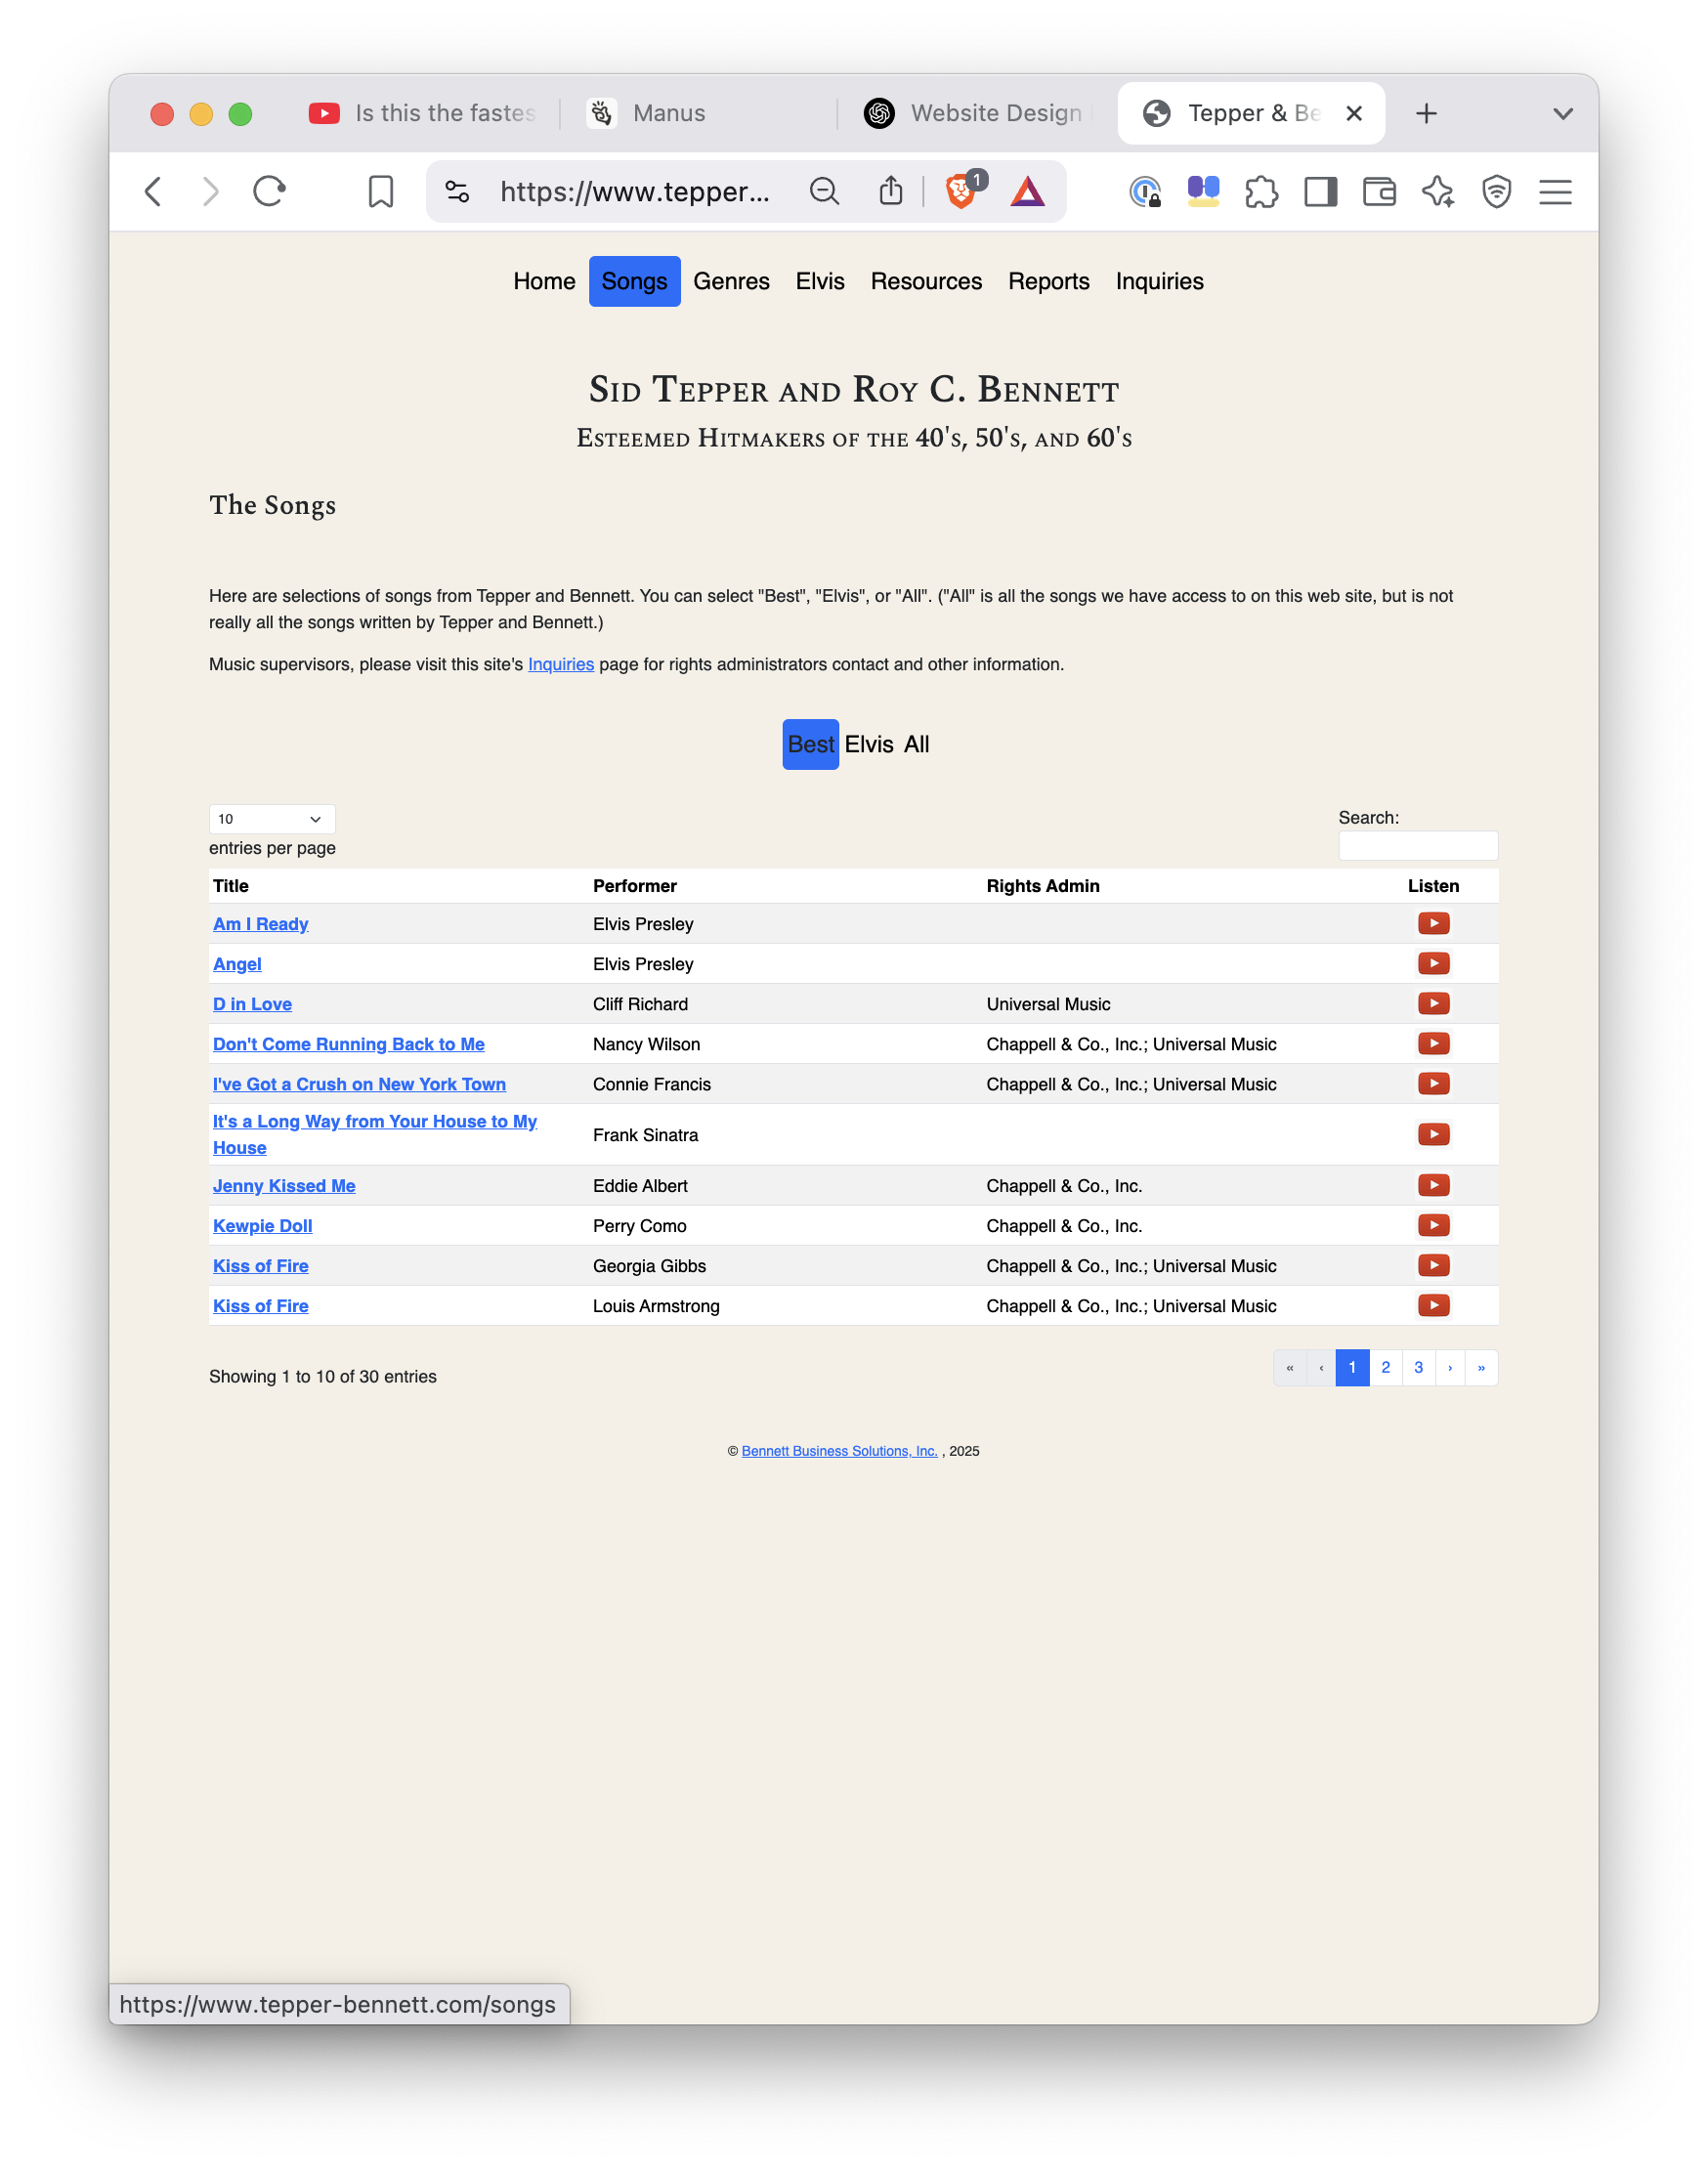 Is this the fastes
Manus
Website Design
Tepper & Be
https://www.tepper...
1
Home Songs Genres Elvis Resources Reports Inquiries
Sid Tepper and Roy C. Bennett
Esteemed Hitmakers of the 40's, 50's, and 60's
The Songs
Here are selections of songs from Tepper and Bennett. You can select "Best", "Elvis", or "All". ("All" is all the songs we have access to on this web site, but is not
really all the songs written by Tepper and Bennett.)
Music supervisors, please visit this site's Inquiries page for rights administrators contact and other information.
Best Elvis All
10
entries per page
Search:
Title Performer Rights Admin Listen
Am I Ready Elvis Presley
Angel Elvis Presley
D in Love Cliff Richard Universal Music
Don't Come Running Back to Me Nancy Wilson Chappell & Co., Inc.; Universal Music
I've Got a Crush on New York Town Connie Francis Chappell & Co., Inc.; Universal Music
It's a Long Way from Your House to My
House Frank Sinatra
Jenny Kissed Me Eddie Albert Chappell & Co., Inc.
Kewpie Doll Perry Como Chappell & Co., Inc.
Kiss of Fire Georgia Gibbs Chappell & Co., Inc.; Universal Music
Kiss of Fire Louis Armstrong Chappell & Co., Inc.; Universal Music
Showing 1 to 10 of 30 entries
« ‹ 1 2 3 › »
© Bennett Business Solutions, Inc. , 2025
https://www.tepper-bennett.com/songs